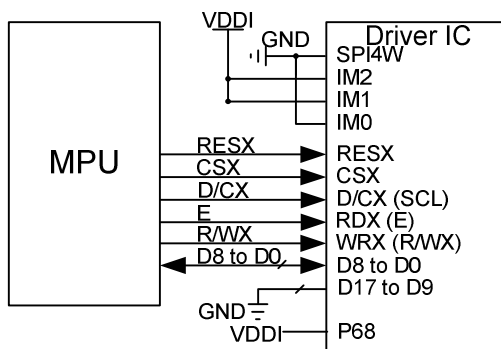 VDDI
GND
Driver IC
SPI4W
IM2
IM1
IM0
MPU
RESX
RESX
CSX
CSX
D/CX
D/CX (SCL)
E
RDX (E)
R/WX
WRX (R/WX)
D8 to D0
D8 to D0
D17 to D9
GND
VDDI
P68